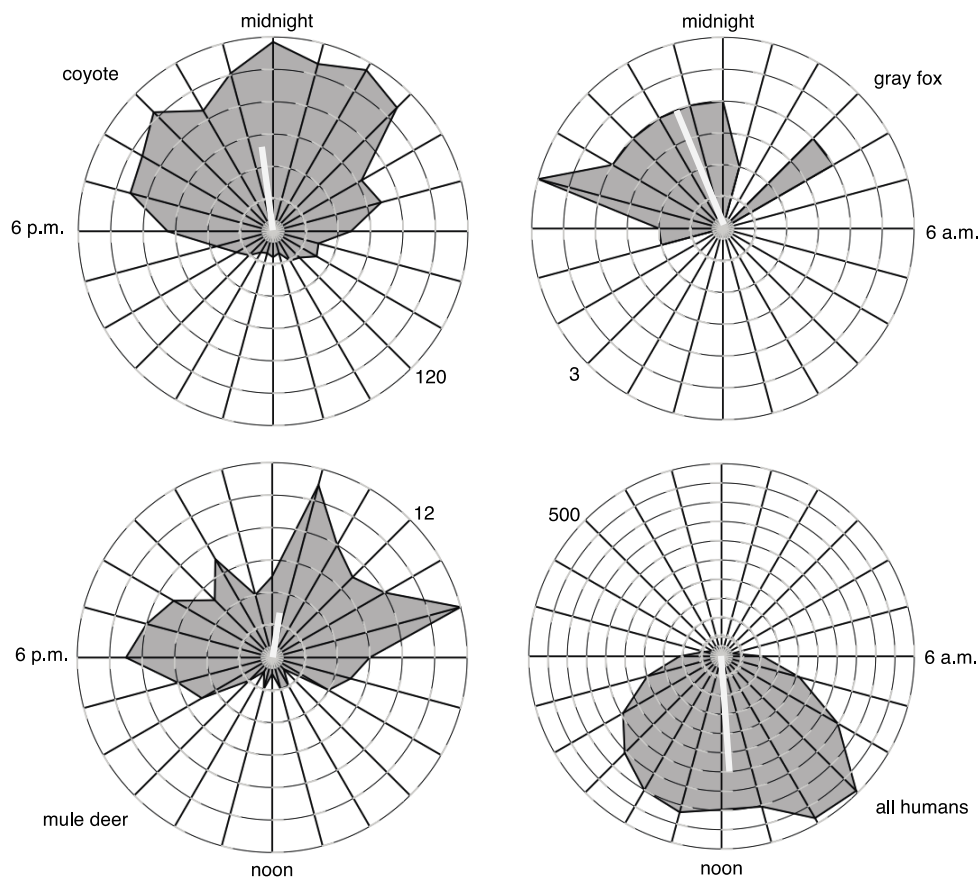 midnight
coyote
6 p.m.
120
midnight
gray fox
6 a.m.
3
12
6 p.m.
mule deer
noon
500
6 a.m.
all humans
noon